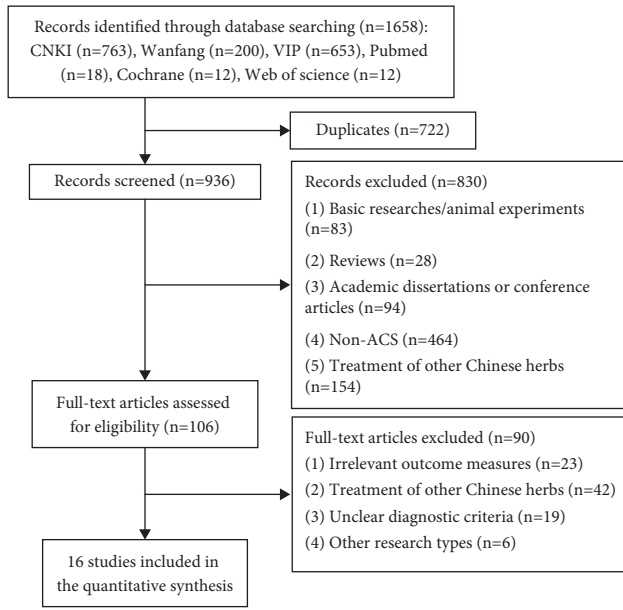 Records identified through database searching (n=1658):
CNKI (n=763), Wanfang (n=200), VIP (n=653), Pubmed
(n=18), Cochrane (n=12), Web of science (n=12)
Duplicates (n=722)
Records screened (n=936)
Records excluded (n=830)
(1) Basic researches/animal experiments
(n=83)
(2) Reviews (n=28)
(3) Academic dissertations or conference
articles (n=94)
(4) Non-ACS (n=464)
(5) Treatment of other Chinese herbs
(n=154)
Full-text articles assessed
for eligibility (n=106)
Full-text articles excluded (n=90)
(1) Irrelevant outcome measures (n=23)
(2) Treatment of other Chinese herbs (n=42)
(3) Unclear diagnostic criteria (n=19)
(4) Other research types (n=6)
16 studies included in
the quantitative synthesis